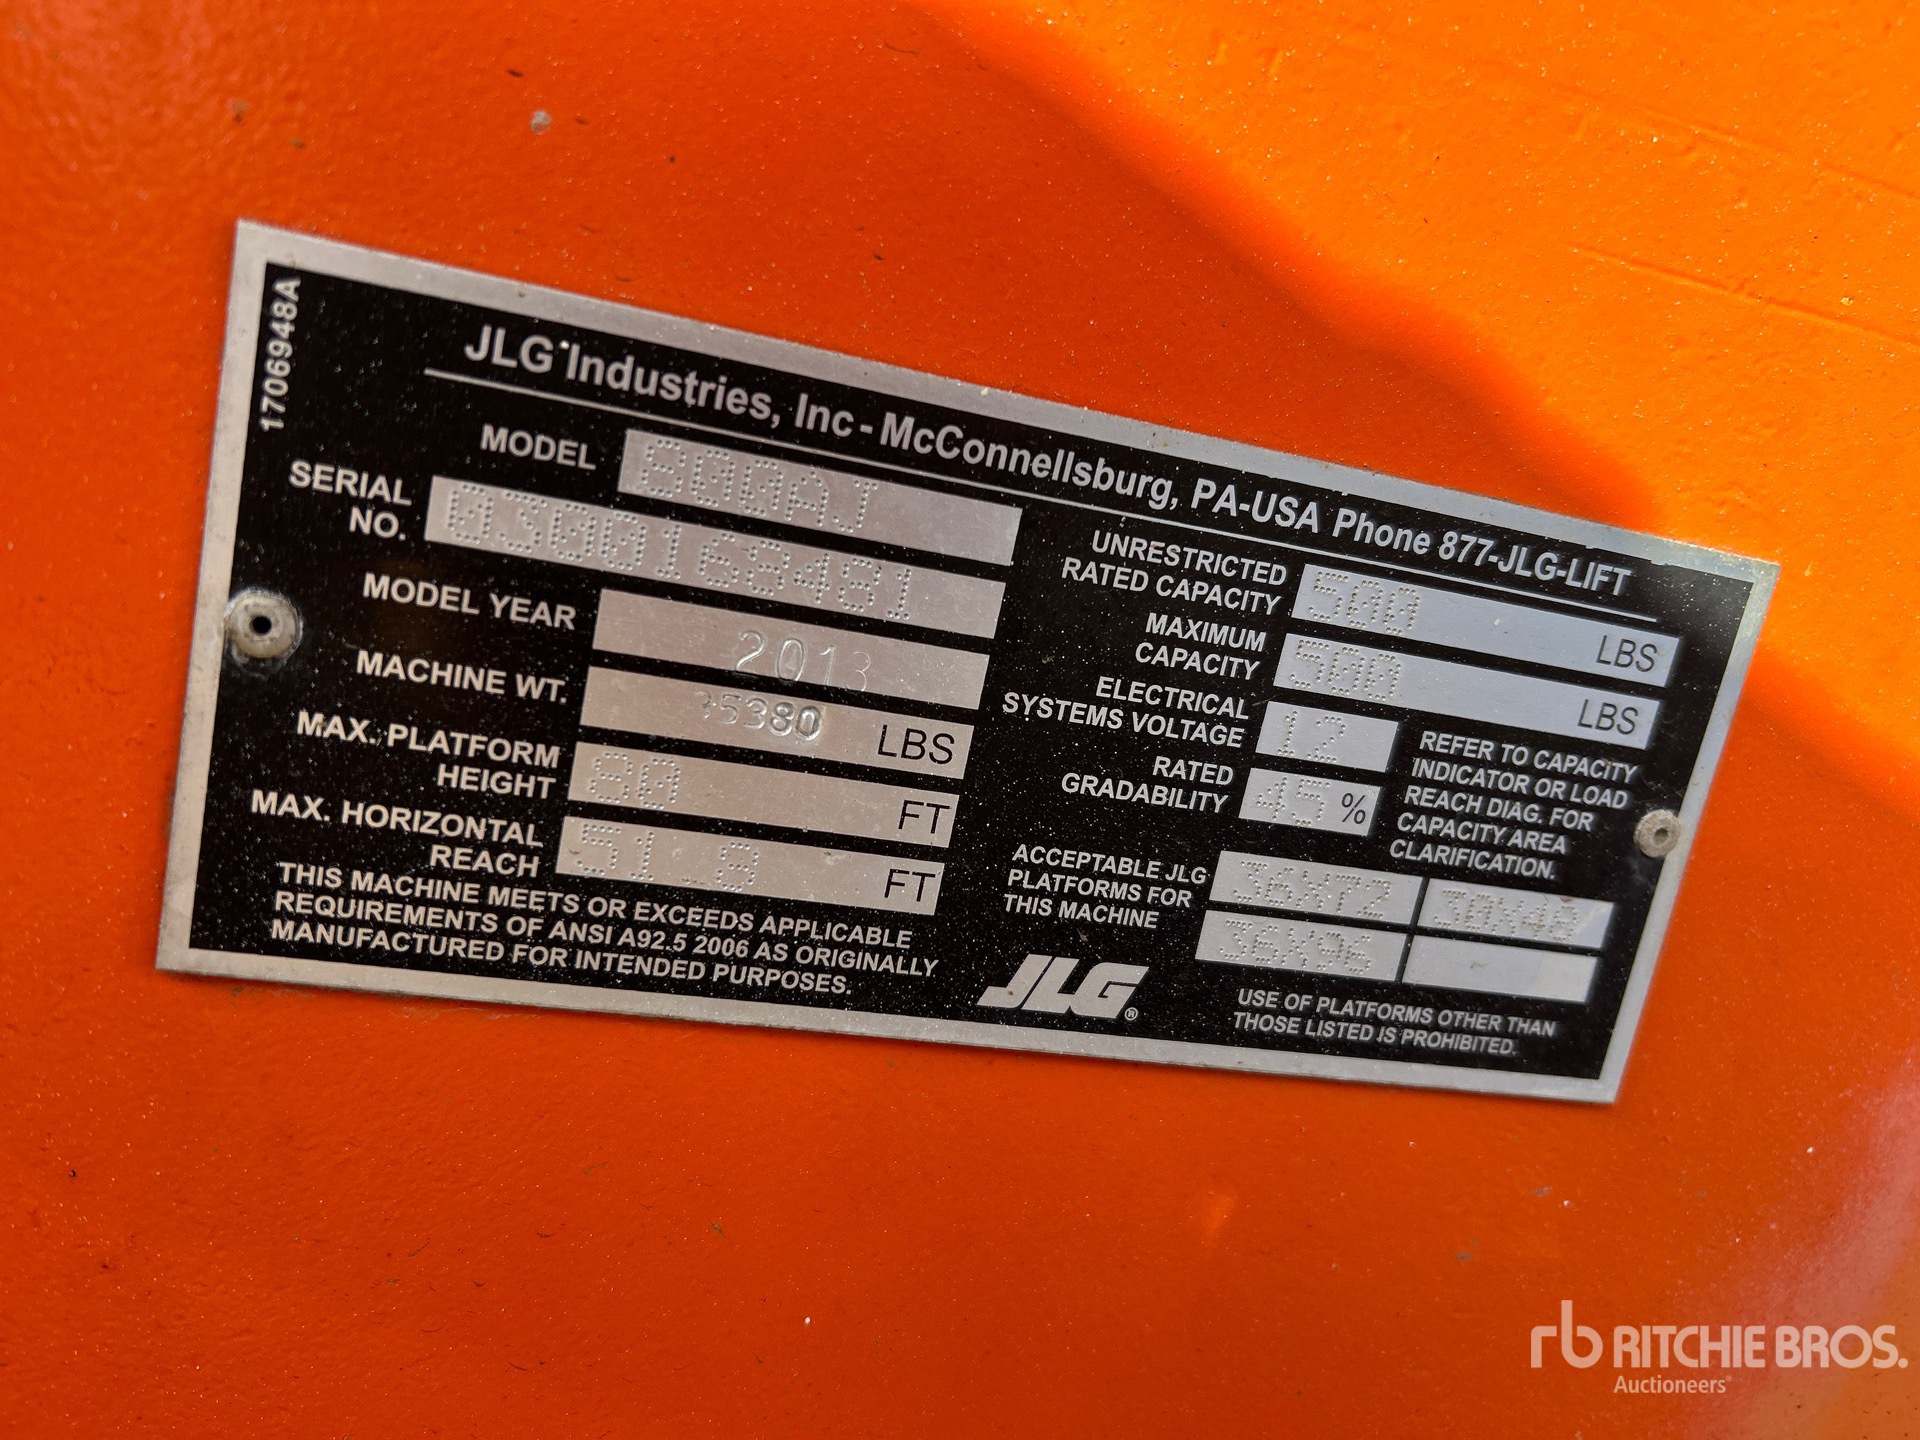 1706948A
JLG Industries, Inc - McConnellsburg, PA-USA Phone 877-JLG-LIFT
MODEL 800AJ
SERIAL NO. 0300168481
MODEL YEAR 2013
MACHINE WT. LBS
MAX. PLATFORM HEIGHT 80 FT
MAX. HORIZONTAL REACH 51.8 FT
THIS MACHINE MEETS OR EXCEEDS APPLICABLE
REQUIREMENTS OF ANSI A92.5 2006 AS ORIGINALLY
MANUFACTURED FOR INTENDED PURPOSES.
UNRESTRICTED RATED CAPACITY 500 LBS
MAXIMUM CAPACITY 500 LBS
ELECTRICAL SYSTEMS VOLTAGE 12
RATED GRADABILITY 45 %
REFER TO CAPACITY
INDICATOR OR LOAD
REACH DIAG. FOR
CAPACITY AREA
CLARIFICATION.
ACCEPTABLE JLG
PLATFORMS FOR
THIS MACHINE
36X72 30X48
36X96
JLG®
USE OF PLATFORMS OTHER THAN
THOSE LISTED IS PROHIBITED.
rb RITCHIE BROS.
Auctioneers